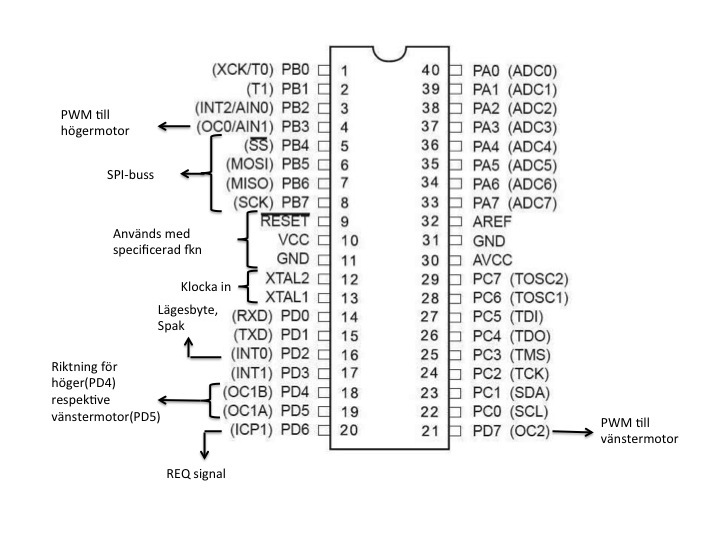 (XCK/T0) PB0 1 40 PA0 (ADC0)
(T1) PB1 2 39 PA1 (ADC1)
(INT2/AIN0) PB2 3 38 PA2 (ADC2)
PWM till
högermotor
(OC0/AIN1) PB3 4 37 PA3 (ADC3)
(SS) PB4 5 36 PA4 (ADC4)
SPI-buss
(MOSI) PB5 6 35 PA5 (ADC5)
(MISO) PB6 7 34 PA6 (ADC6)
(SCK) PB7 8 33 PA7 (ADC7)
RESET 9 32 AREF
Används med
specificerad fkn
VCC 10 31 GND
GND 11 30 AVCC
Klocka in
XTAL2 12 29 PC7 (TOSC2)
XTAL1 13 28 PC6 (TOSC1)
Lägesbyte,
Spak
(RXD) PD0 14 27 PC5 (TDI)
(TXD) PD1 15 26 PC4 (TDO)
(INT0) PD2 16 25 PC3 (TMS)
(INT1) PD3 17 24 PC2 (TCK)
Riktning för
höger(PD4)
respektive
vänstermotor(PD5)
(OC1B) PD4 18 23 PC1 (SDA)
(OC1A) PD5 19 22 PC0 (SCL)
(ICP1) PD6 20 21 PD7 (OC2)
PWM till
vänstermotor
REQ signal